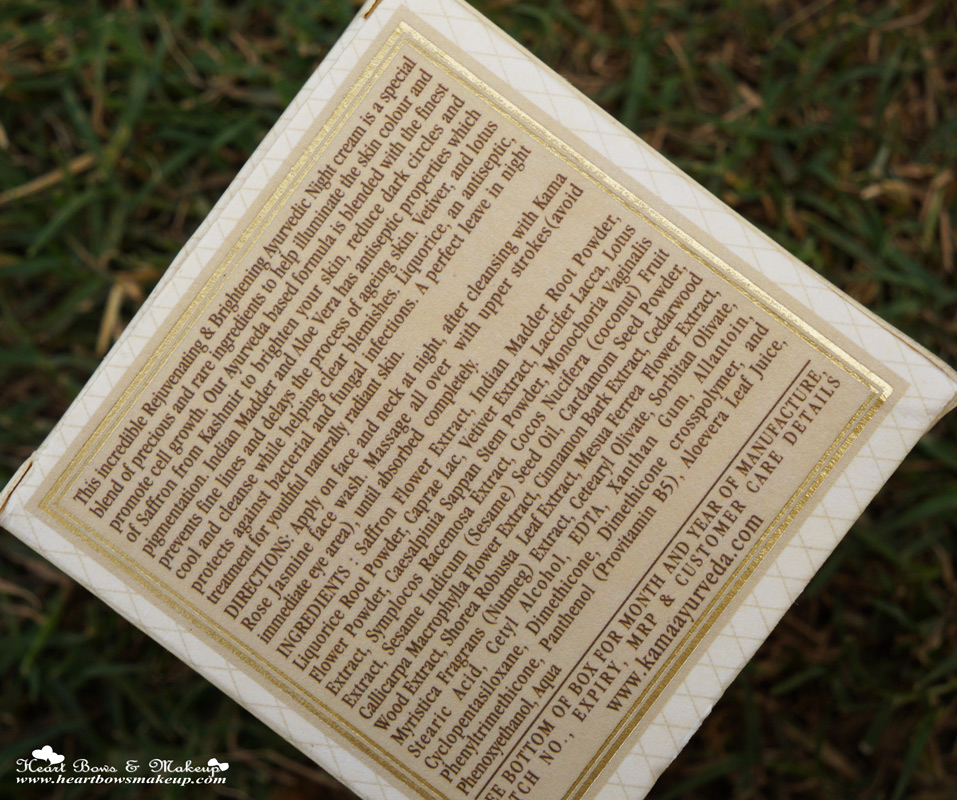 This incredible Rejuvenating & Brightening Ayurvedic Night cream is a special
blend of precious and rare ingredients to help illuminate the skin colour and
promote cell growth. Our Ayurveda based formula is blended with the finest
of Saffron from Kashmir to brighten your skin, reduce dark circles and
pigmentation. Indian Madder and Aloe Vera has antiseptic properties which
prevents fine lines and delays the process of ageing skin. Vetiver, and lotus
cool and cleanse while helping clear blemishes. Liquorice, an antiseptic,
protects against bacterial and fungal infections. A perfect leave in night
treatment for youthful naturally radiant skin.
DIRECTIONS: Apply on face and neck at night, after cleansing with Kama
Rose Jasmine face wash. Massage all over with upper strokes (avoid
immediate eye area), until absorbed completely.
INGREDIENTS : Saffron Flower Extract, Indian Madder Root Powder,
Liquorice Root Powder, Caprae Lac, Vetiver Extract, Laccifer Lacca, Lotus
Flower Powder, Caesalpinia Sappan Stem Powder, Monochoria Vaginalis
Extract, Symplocos Racemosa Extract, Cocos Nucifera (coconut) Fruit
Extract, Sesame Indicum (Sesame) Seed Oil, Cardamom Seed Powder,
Callicarpa Macrophylla Flower Extract, Cinnamon Bark Extract, Cedarwood
Wood Extract, Shorea Robusta Leaf Extract, Mesua Ferrea Flower Extract,
Myristica Fragrans (Nutmeg) Extract, Cetearyl Olivate, Sorbitan Olivate,
Stearic Acid, Cetyl Alcohol, EDTA, Xanthan Gum, Allantoin,
Cyclopentasiloxane, Dimethicone, Dimethicone crosspolymer, and
Phenyltrimethicone, Panthenol (Provitamin B5), Aloevera Leaf Juice,
Phenoxyethanol, Aqua
EE BOTTOM OF BOX FOR MONTH AND YEAR OF MANUFACTURE,
TCH NO., EXPIRY, MRP & CUSTOMER CARE DETAILS
www.kamaayurveda.com
Heart Bows & Makeup
www.heartbowsmakeup.com